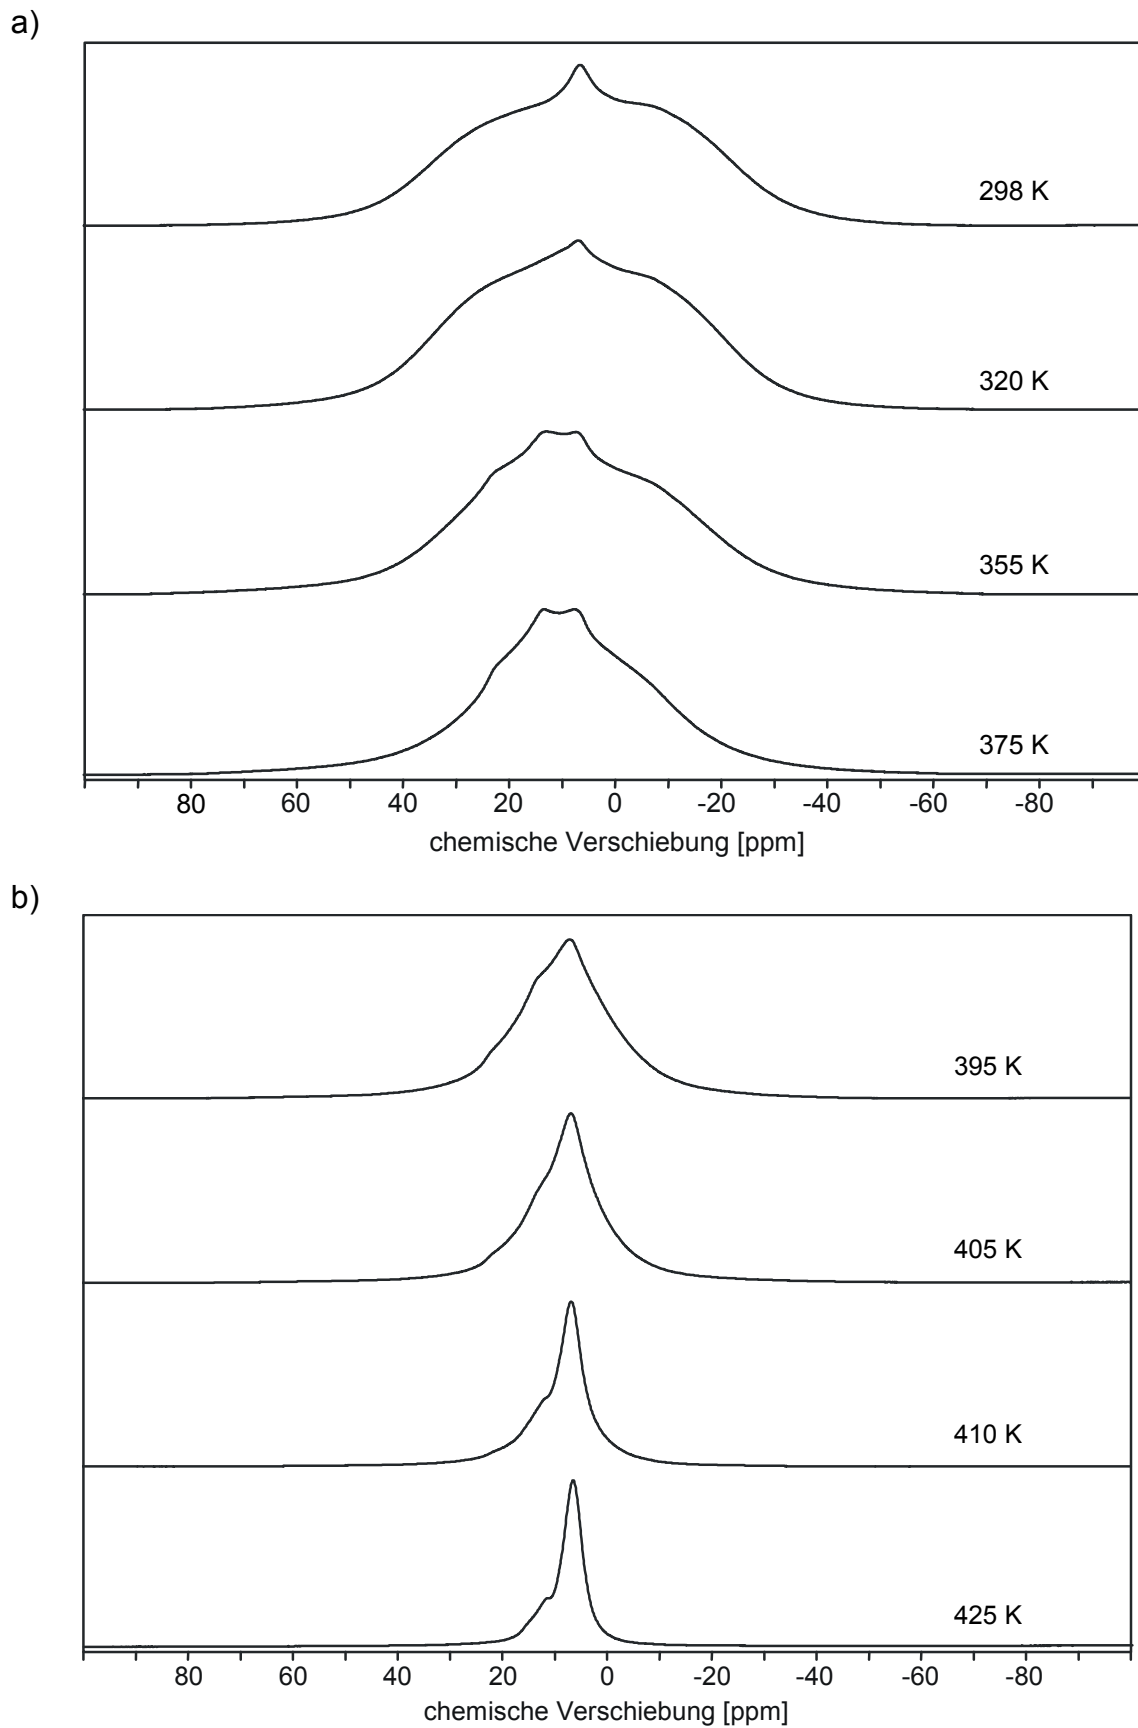 a)
298 K
320 K
355 K
375 K
80 60 40 20 0 -20 -40 -60 -80
chemische Verschiebung [ppm]
b)
395 K
405 K
410 K
425 K
80 60 40 20 0 -20 -40 -60 -80
chemische Verschiebung [ppm]